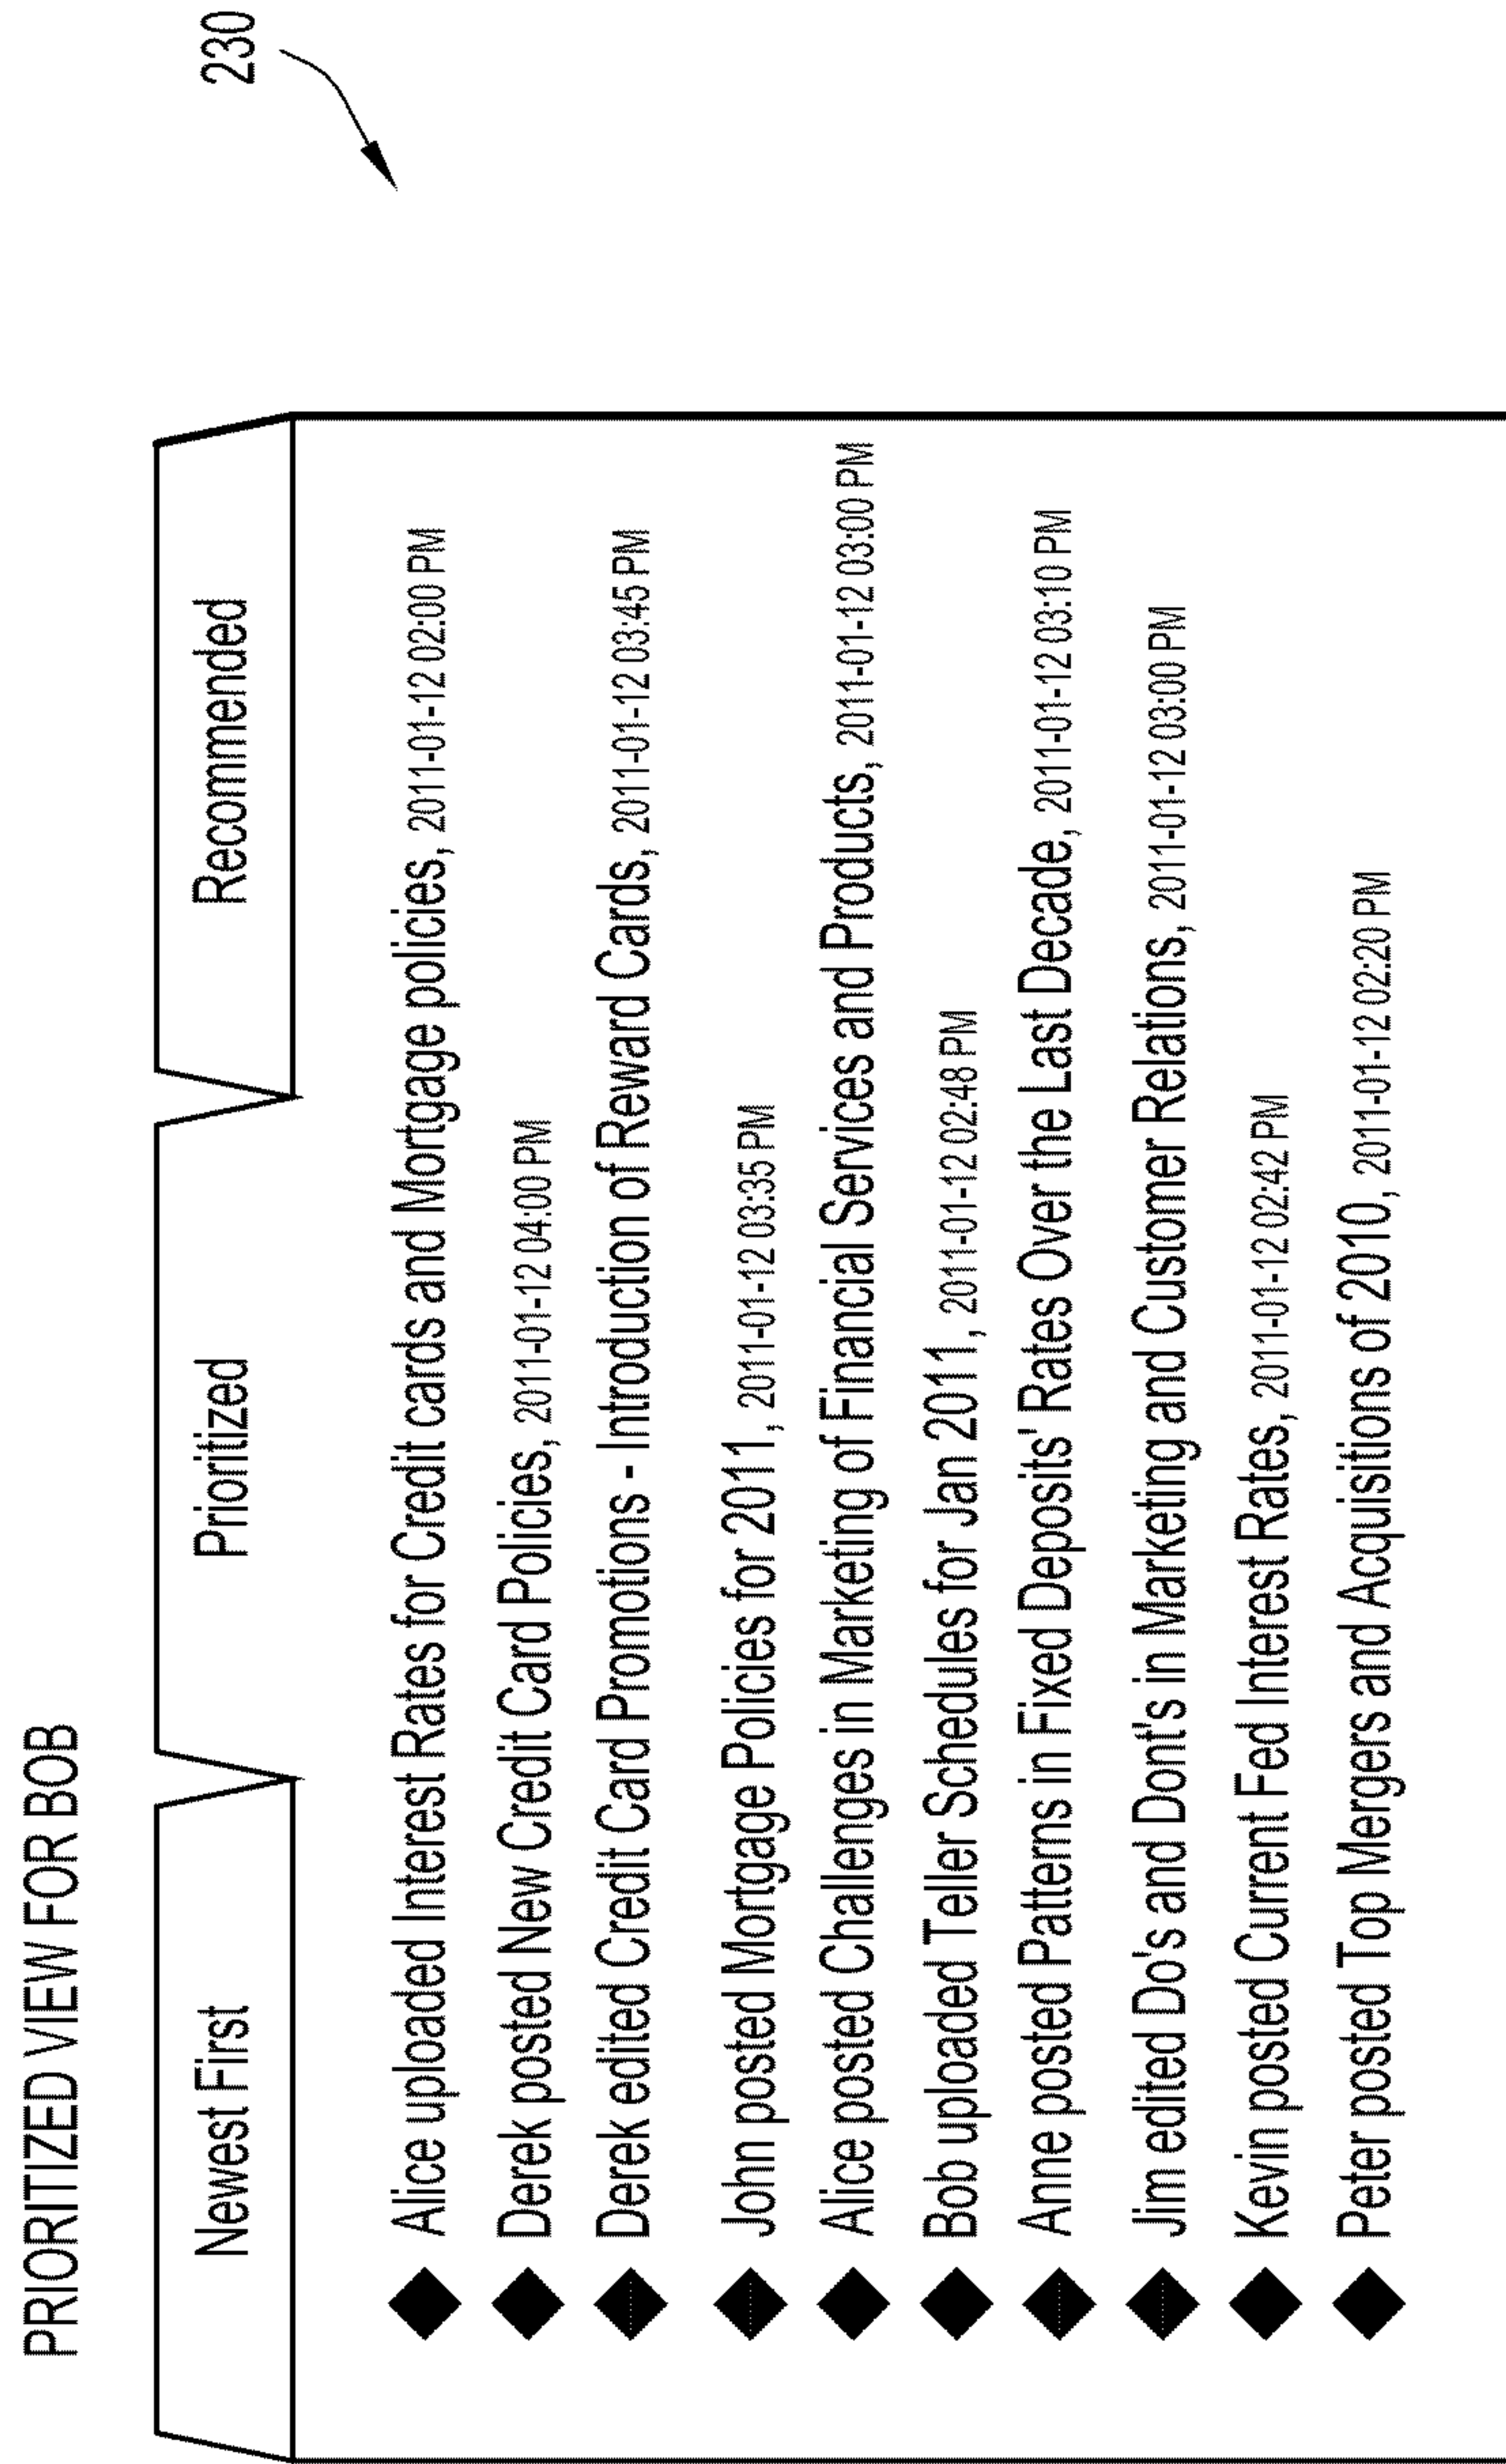 PRIORITIZED VIEW FOR BOB
230
Newest First
Prioritized
Recommended
Alice uploaded Interest Rates for Credit cards and Mortgage policies, 2011-01-12 02:00 PM
Derek posted New Credit Card Policies, 2011-01-12 04:00 PM
Derek edited Credit Card Promotions - Introduction of Reward Cards, 2011-01-12 03:45 PM
John posted Mortgage Policies for 2011, 2011-01-12 03:35 PM
Alice posted Challenges in Marketing of Financial Services and Products, 2011-01-12 03:00 PM
Bob uploaded Teller Schedules for Jan 2011, 2011-01-12 02:48 PM
Anne posted Patterns in Fixed Deposits' Rates Over the Last Decade, 2011-01-12 03:10 PM
Jim edited Do's and Dont's in Marketing and Customer Relations, 2011-01-12 03:00 PM
Kevin posted Current Fed Interest Rates, 2011-01-12 02:42 PM
Peter posted Top Mergers and Acquisitions of 2010, 2011-01-12 02:20 PM